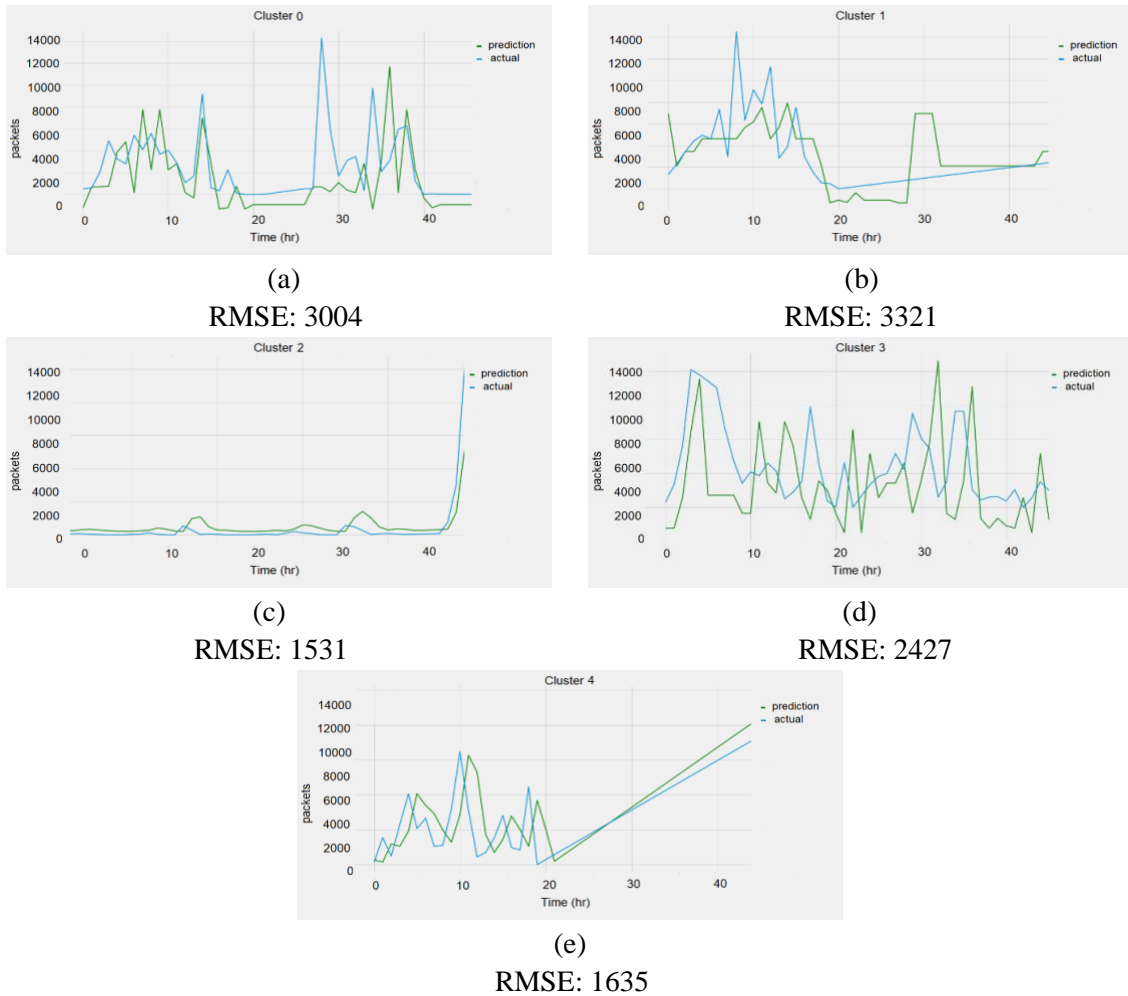 Cluster 0
14000
12000
10000
8000
6000
4000
2000
0
packets
0 10 20 30 40
Time (hr)
prediction
actual
(a)
RMSE: 3004
Cluster 1
14000
12000
10000
8000
6000
4000
2000
0
packets
0 10 20 30 40
Time (hr)
prediction
actual
(b)
RMSE: 3321
Cluster 2
14000
12000
10000
8000
6000
4000
2000
0
packets
0 10 20 30 40
Time (hr)
prediction
actual
(c)
RMSE: 1531
Cluster 3
14000
12000
10000
8000
6000
4000
2000
0
packets
0 10 20 30 40
Time (hr)
prediction
actual
(d)
RMSE: 2427
Cluster 4
14000
12000
10000
8000
6000
4000
2000
0
packets
0 10 20 30 40
Time (hr)
prediction
actual
(e)
RMSE: 1635